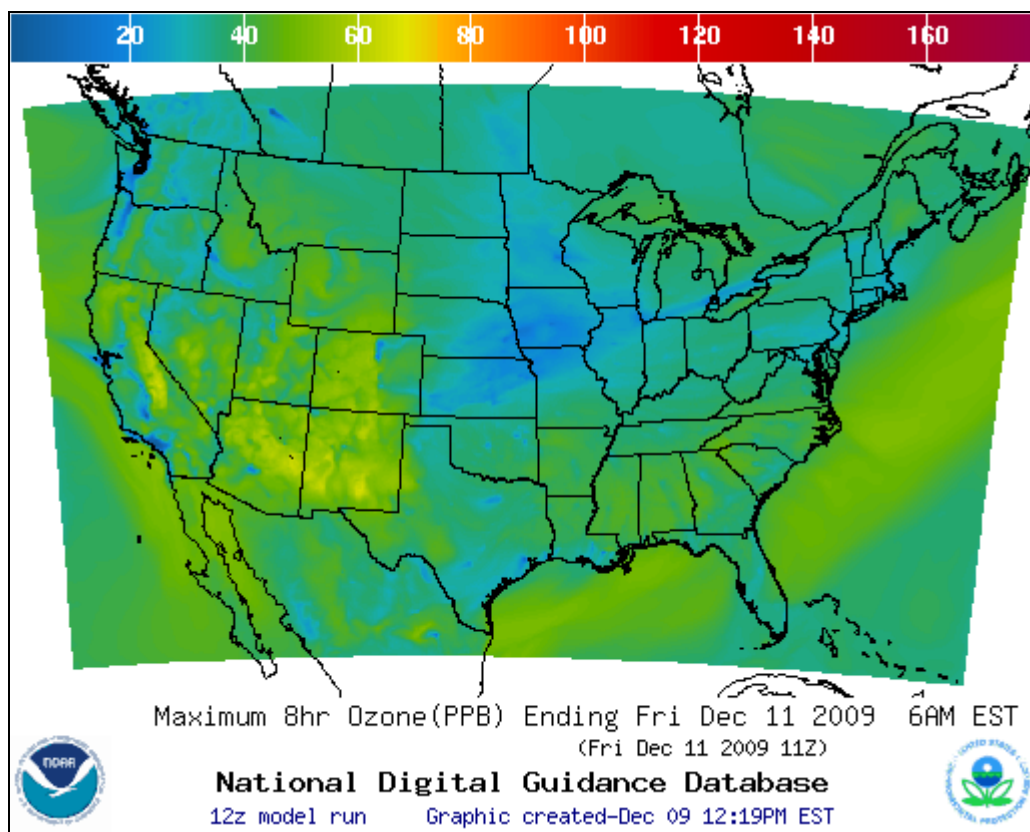 20 40 60 80 100 120 140 160
Maximum 8hr Ozone(PPB) Ending Fri Dec 11 2009 6AM EST
(Fri Dec 11 2009 11Z)
NOAA
National Digital Guidance Database
12z model run Graphic created-Dec 09 12:19PM EST